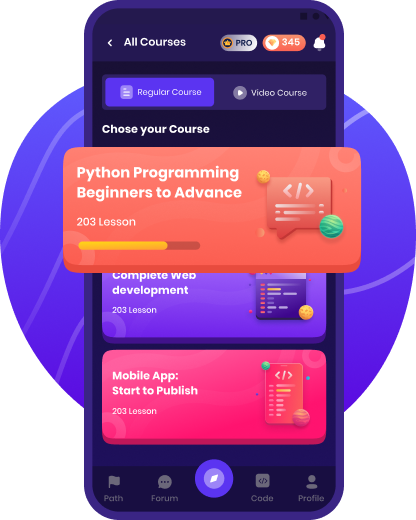 All Courses
PRO
345
Regular Course
Video Course
Chose your Course
Python Programming
Beginners to Advance
203 Lesson
Complete Web
development
203 Lesson
Mobile App:
Start to Publish
203 Lesson
Path
Forum
Code
Profile